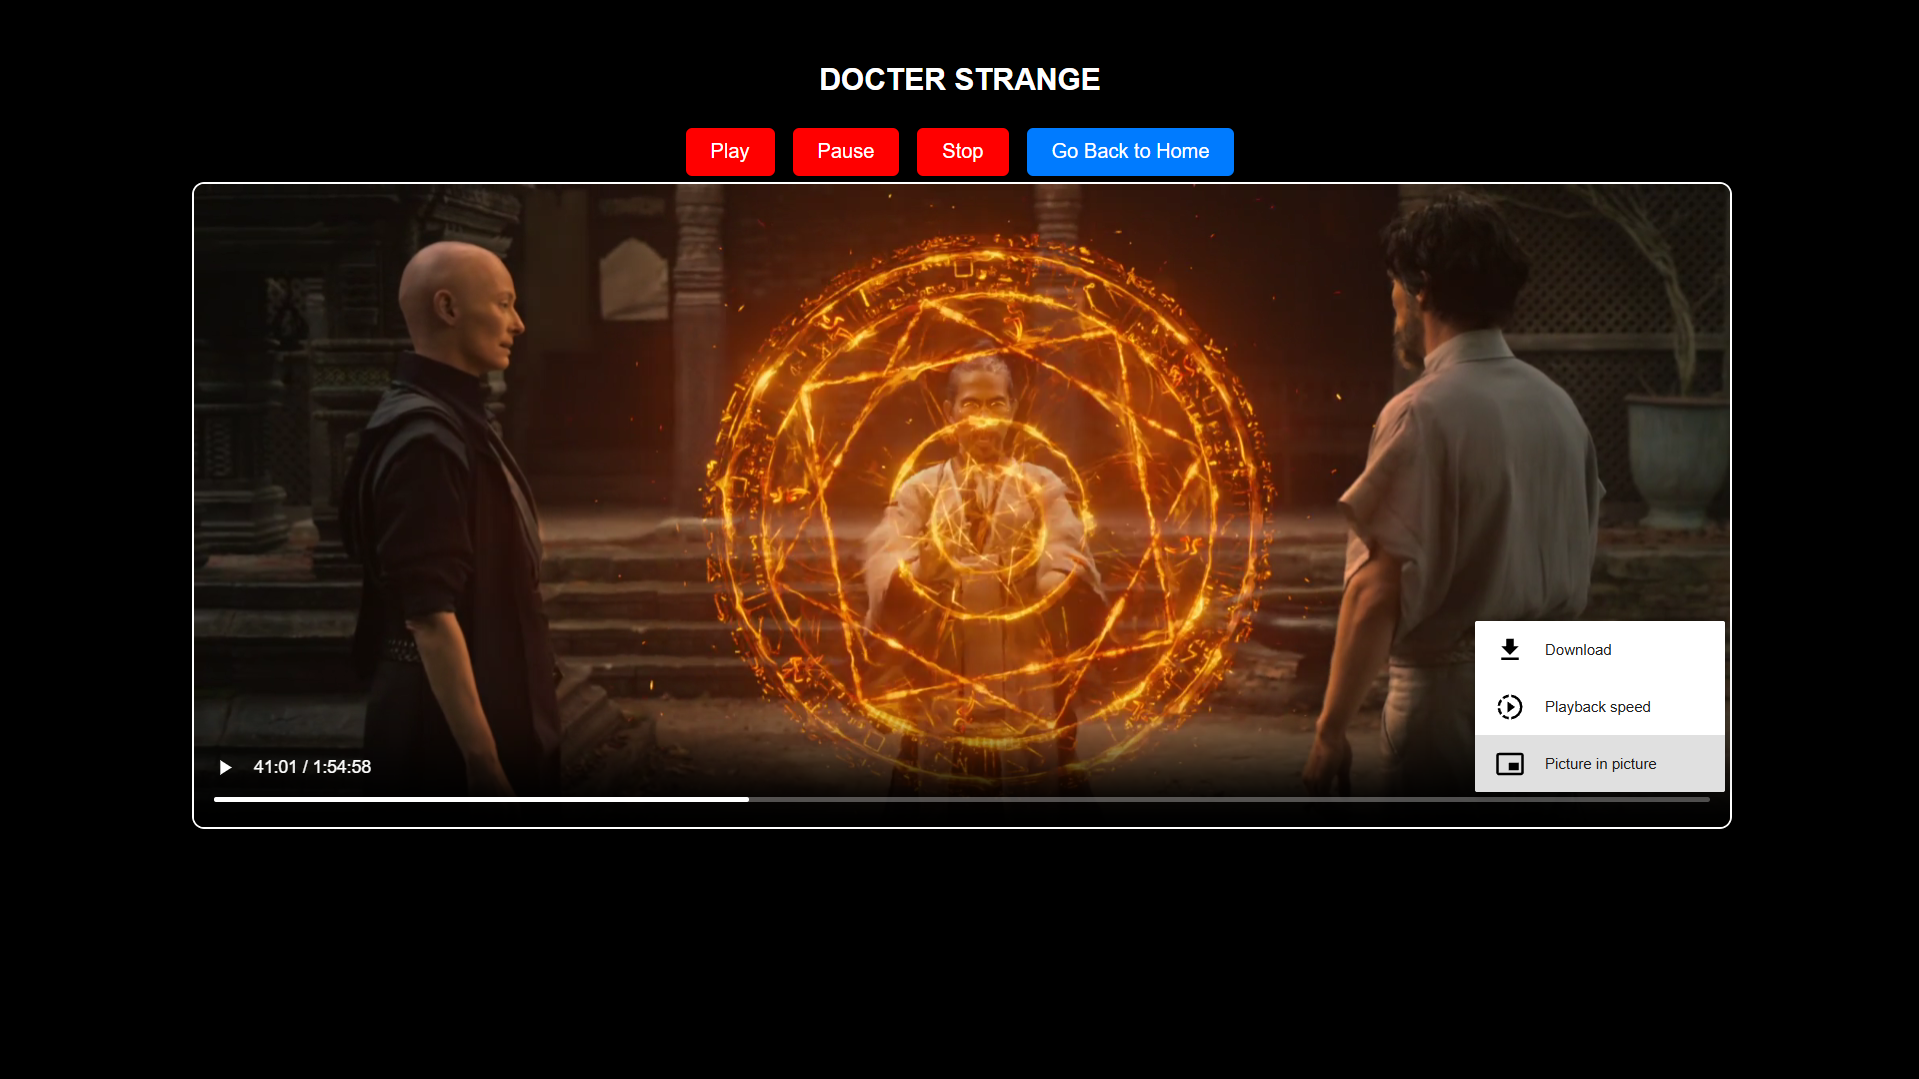 DOCTER STRANGE
Play Pause Stop Go Back to Home
Download
Playback speed
Picture in picture
41:01 / 1:54:58